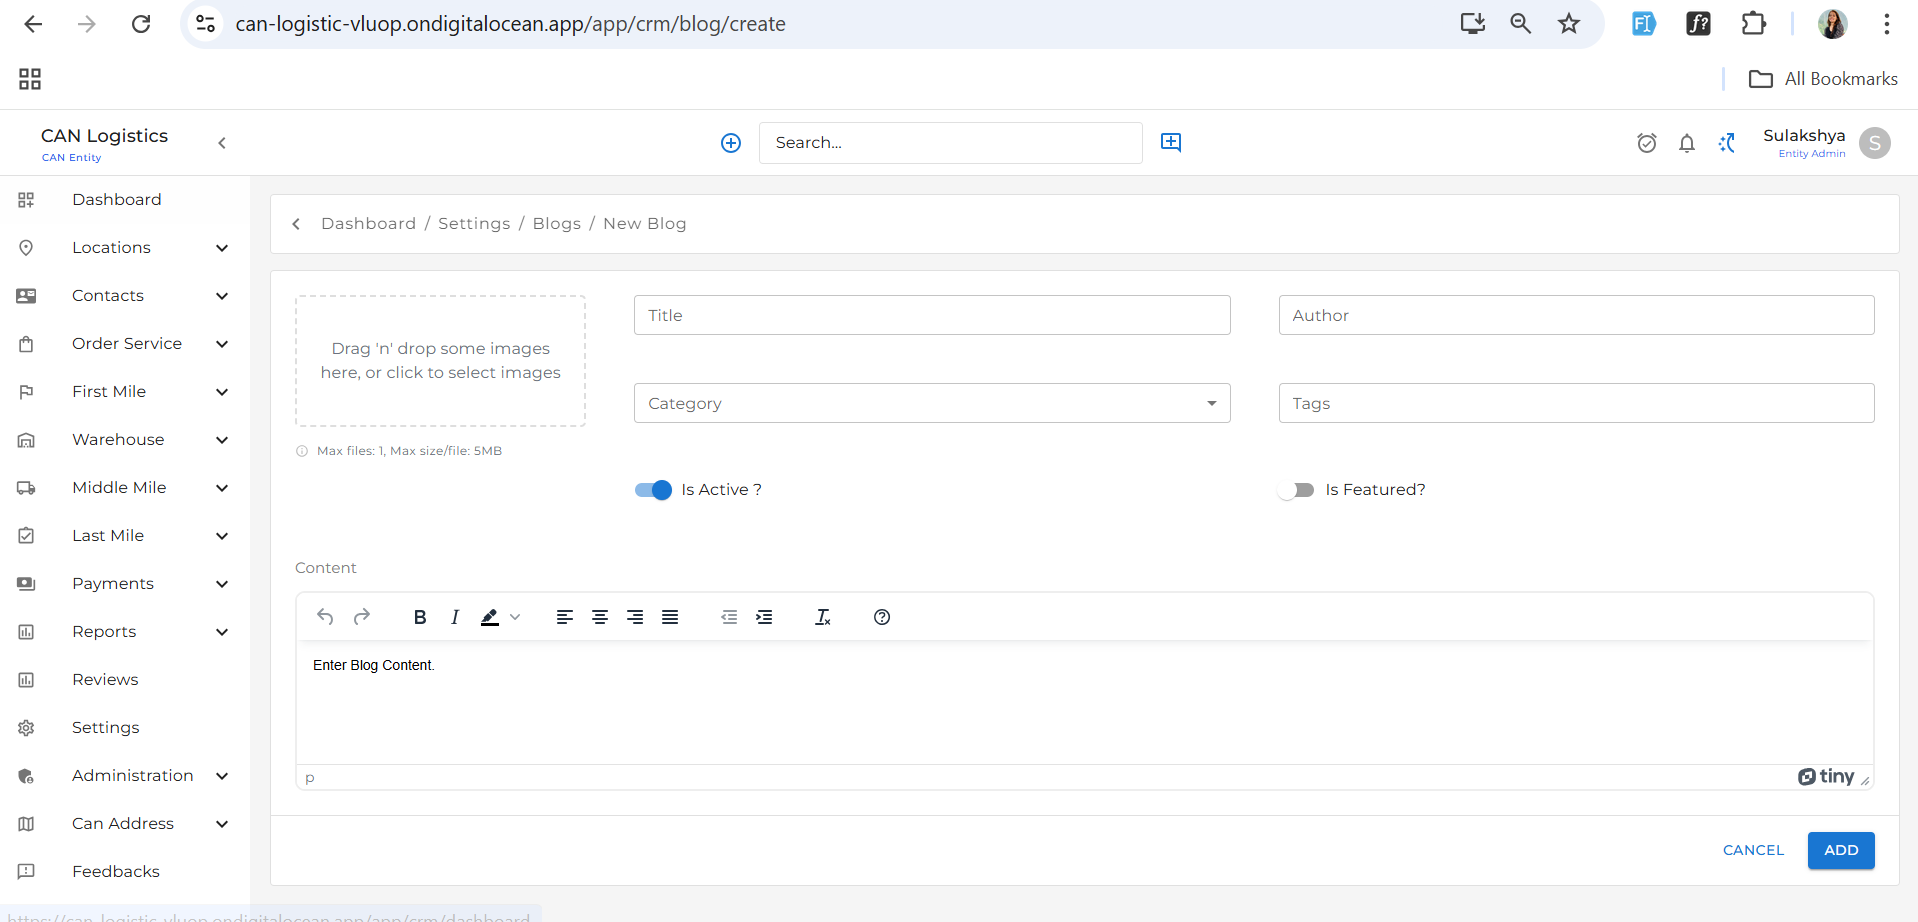 can-logistic-vluop.ondigitalocean.app/app/crm/blog/create
All Bookmarks
CAN Logistics
CAN Entity
Search...
Sulakshya
Entity Admin
S
Dashboard
Locations
Contacts
Order Service
First Mile
Warehouse
Middle Mile
Last Mile
Payments
Reports
Reviews
Settings
Administration
Can Address
Feedbacks
Dashboard / Settings / Blogs / New Blog
Drag 'n' drop some images
here, or click to select images
Max files: 1, Max size/file: 5MB
Title
Author
Category
Tags
Is Active ?
Is Featured?
Content
Enter Blog Content.
p
tiny
CANCEL
ADD
https://can-logistic-vluop.ondigitalocean.app/app/crm/dashboard